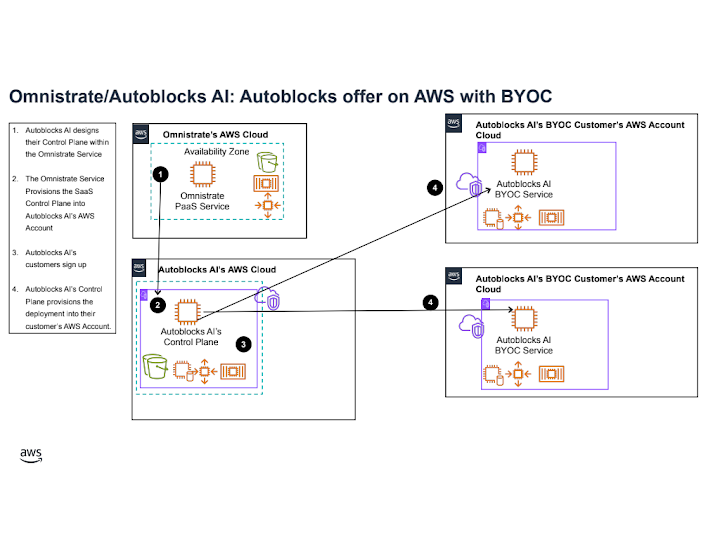 Omnistrate/Autoblocks AI: Autoblocks offer on AWS with BYOC
1. Autoblocks AI designs
their Control Plane within
the Omnistrate Service
2. The Omnistrate Service
Provisions the SaaS
Control Plane into
Autoblocks AI's AWS
Account
3. Autoblocks AI's
customers sign up
4. Autoblocks AI's Control
Plane provisions the
deployment into their
customer's AWS Account.
aws
Omnistrate's AWS Cloud
Availability Zone
1
Omnistrate
PaaS Service
aws
Autoblocks AI's AWS Cloud
2
Autoblocks AI's
Control Plane
3
aws
Autoblocks AI's BYOC Customer's AWS Account
Cloud
4
Autoblocks AI
BYOC Service
aws
Autoblocks AI's BYOC Customer's AWS Account
Cloud
4
Autoblocks AI
BYOC Service
aws